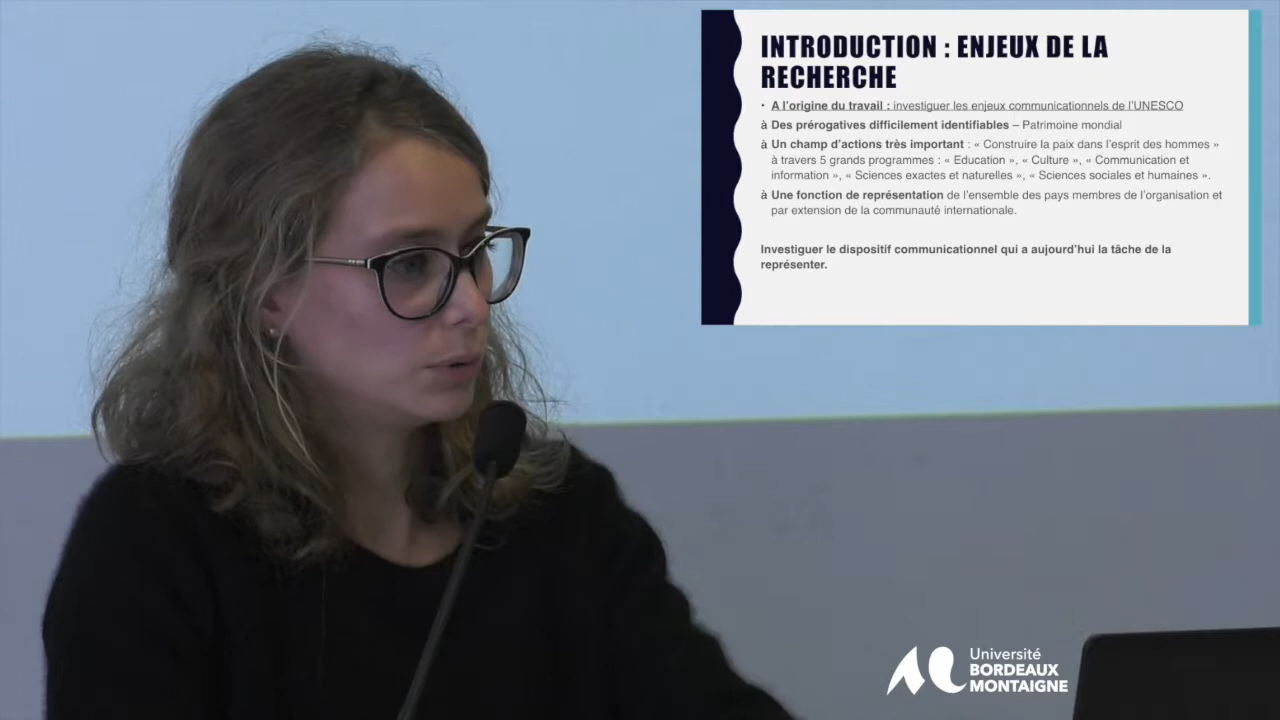 INTRODUCTION : ENJEUX DE LA
RECHERCHE
• A l'origine du travail : investiguer les enjeux communicationnels de l'UNESCO
à Des prérogatives difficilement identifiables – Patrimoine mondial
à Un champ d'actions très important : « Construire la paix dans l'esprit des hommes »
à travers 5 grands programmes : « Education », « Culture », « Communication et
information », « Sciences exactes et naturelles », « Sciences sociales et humaines ».
à Une fonction de représentation de l'ensemble des pays membres de l'organisation et
par extension de la communauté internationale.
Investiguer le dispositif communicationnel qui a aujourd'hui la tâche de la
représenter.
Université
BORDEAUX
MONTAIGNE